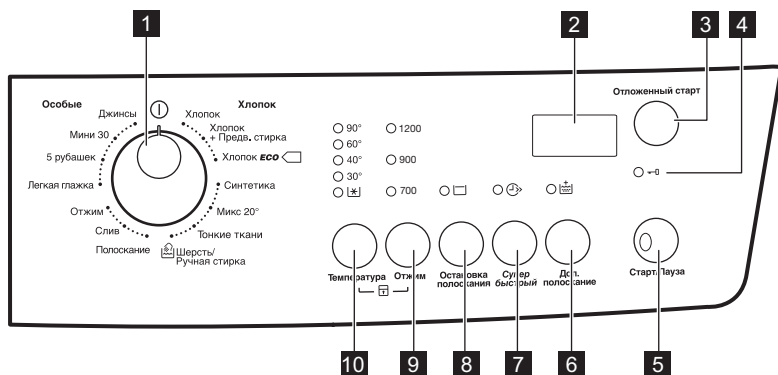 1
2
3
4
Особые
Хлопок
Джинсы
Мини 30
5 рубашек
Легкая глажка
Отжим
Слив
Полоскание
Хлопок
Хлопок
+ Предв. стирка
Хлопок ECO
Синтетика
Микс 20°
Тонкие ткани
Шерсть/
Ручная стирка
90°
60°
40°
30°
1200
900
700
Отложенный старт
Температура
Отжим
Остановка
полоскания
Супер
быстрый
Доп.
полоскание
Старт/Пауза
10
9
8
7
6
5